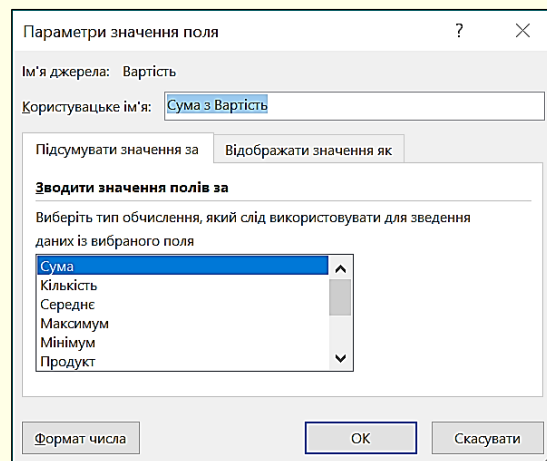 Параметри значення поля ?
Ім'я джерела: Вартість
Користувацьке ім'я: Сума з Вартість
Підсумувати значення за Відображати значення як
Зводити значення полів за
Виберіть тип обчислення, який слід використовувати для зведення
даних із вибраного поля
Сума
Кількість
Середнє
Максимум
Мінімум
Продукт
Формат числа OK Скасувати